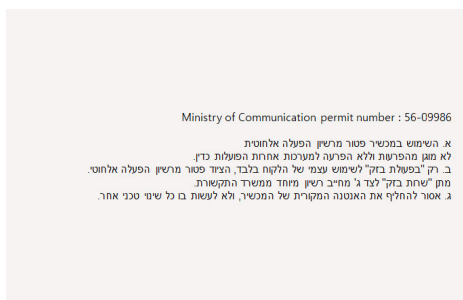 Ministry of Communication permit number : 56-09986
א. השימוש במכשיר פטור מרשיון הפעלה אלחוטית
לא מוגן מהפרעות וללא הפרעה למערכות אחרות הפועלות כדין.
ב. רק "בפעולת בזק" לשימוש עצמי של הלקוח בלבד, הציוד פטור מרשיון הפעלה אלחוטי.
מתן "שרות בזק" לצד ג' מחייב רשיון מיוחד ממשרד התקשורת.
ג. אסור להחליף את האנטנה המקורית של המכשיר, ולא לעשות בו כל שינוי טכני אחר.